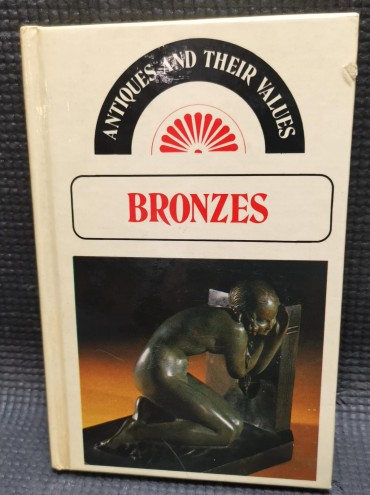 ANTIQUES AND THEIR VALUES
BRONZES